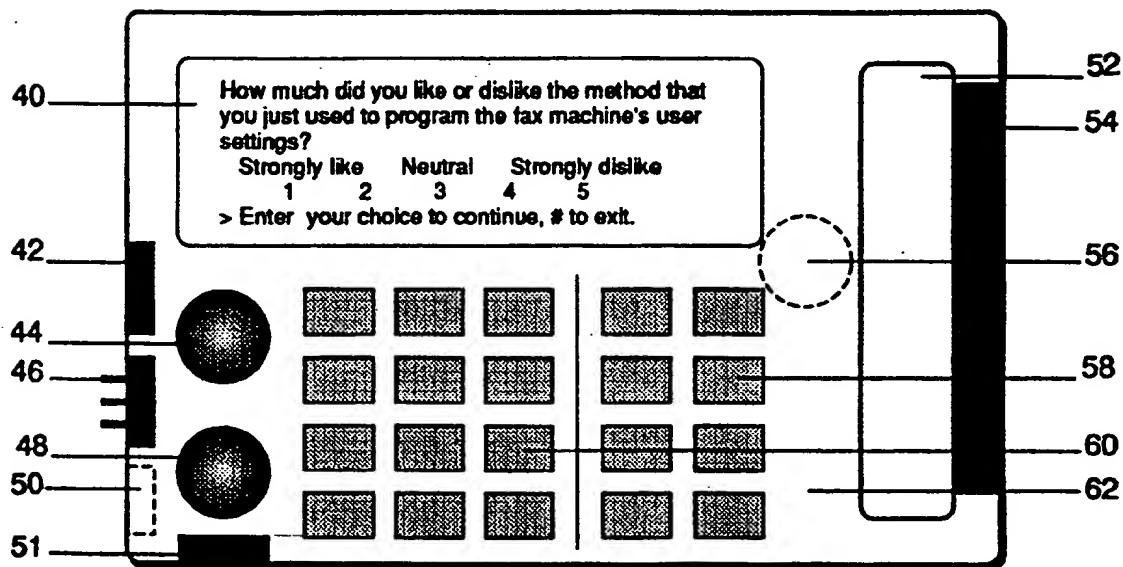 How much did you like or dislike the method that
you just used to program the fax machine's user
settings?
Strongly like Neutral Strongly dislike
1 2 3 4 5
> Enter your choice to continue, # to exit.
40
42
44
46
48
50
51
52
54
56
58
60
62